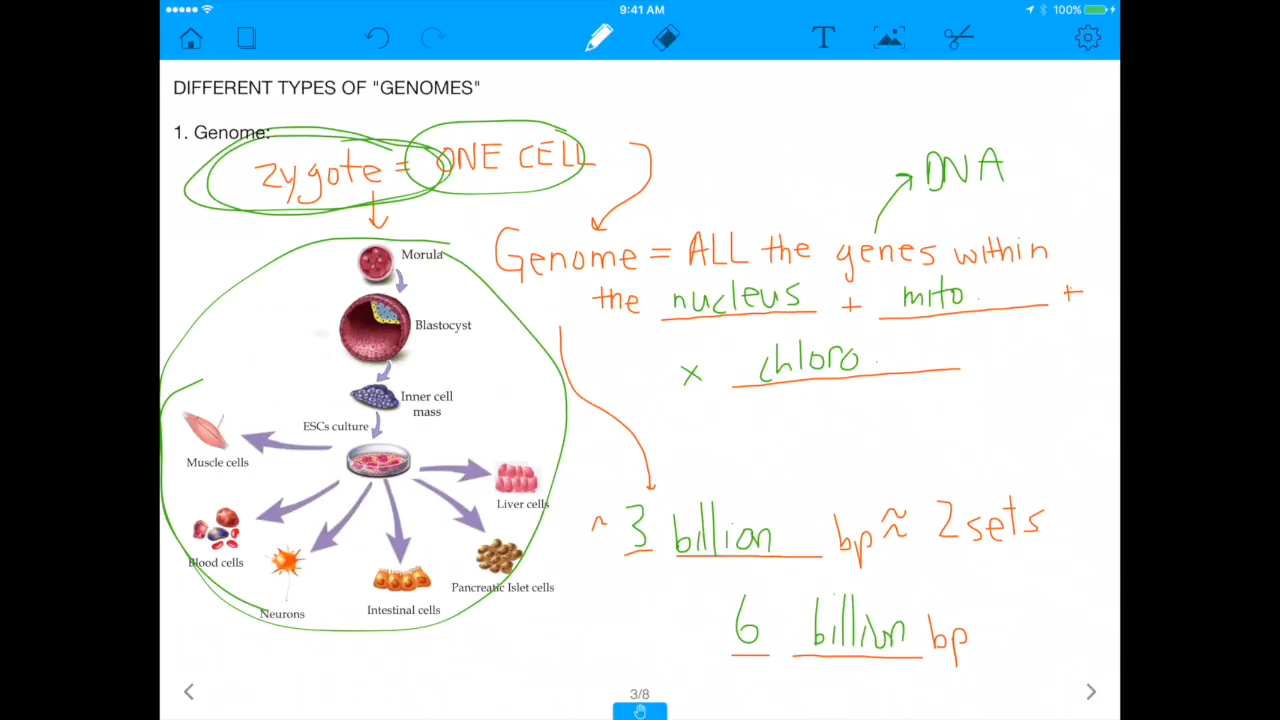 9:41 AM
100%
T
DIFFERENT TYPES OF "GENOMES"
1. Genome:
zygote = ONE CELL
DNA
Genome = ALL the genes within
the nucleus + mito. +
x chloro.
Morula
Blastocyst
Inner cell
mass
ESCs culture
Muscle cells
Liver cells
Blood cells
Pancreatic Islet cells
Neurons
Intestinal cells
~ 3 billion bp ≈ 2 sets
6 billion bp
3/8